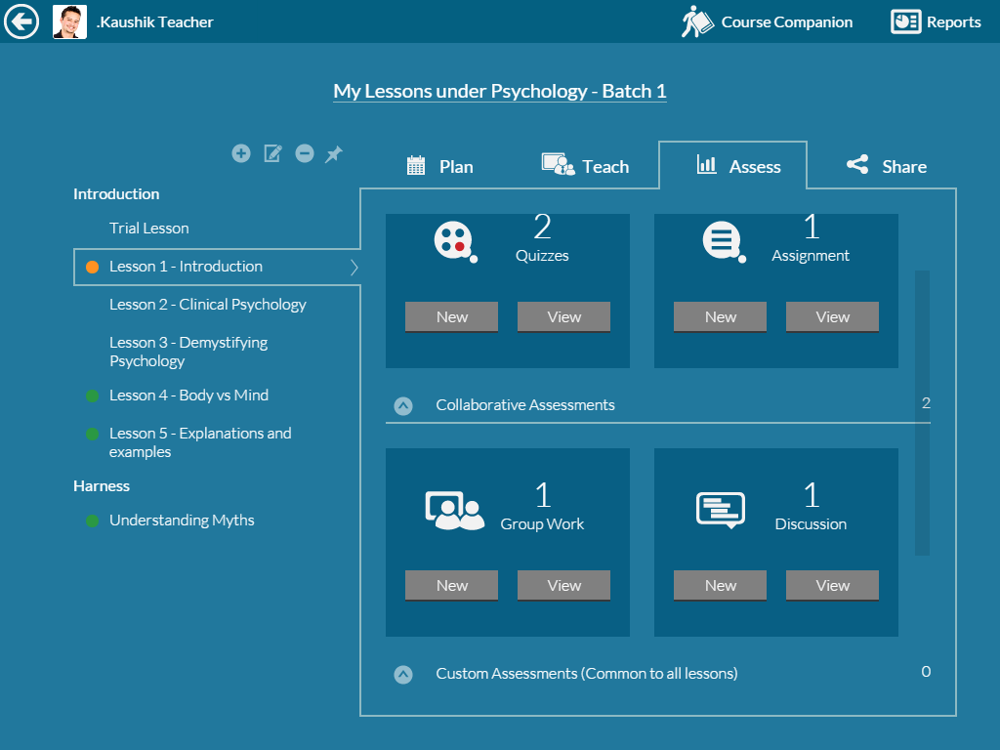 .Kaushik Teacher
Course Companion
Reports
My Lessons under Psychology - Batch 1
Plan
Teach
Assess
Share
Introduction
Trial Lesson
Lesson 1 - Introduction
Lesson 2 - Clinical Psychology
Lesson 3 - Demystifying
Psychology
Lesson 4 - Body vs Mind
Lesson 5 - Explanations and
examples
Harness
Understanding Myths
2
Quizzes
New
View
1
Assignment
New
View
Collaborative Assessments
2
1
Group Work
New
View
1
Discussion
New
View
Custom Assessments (Common to all lessons)
0